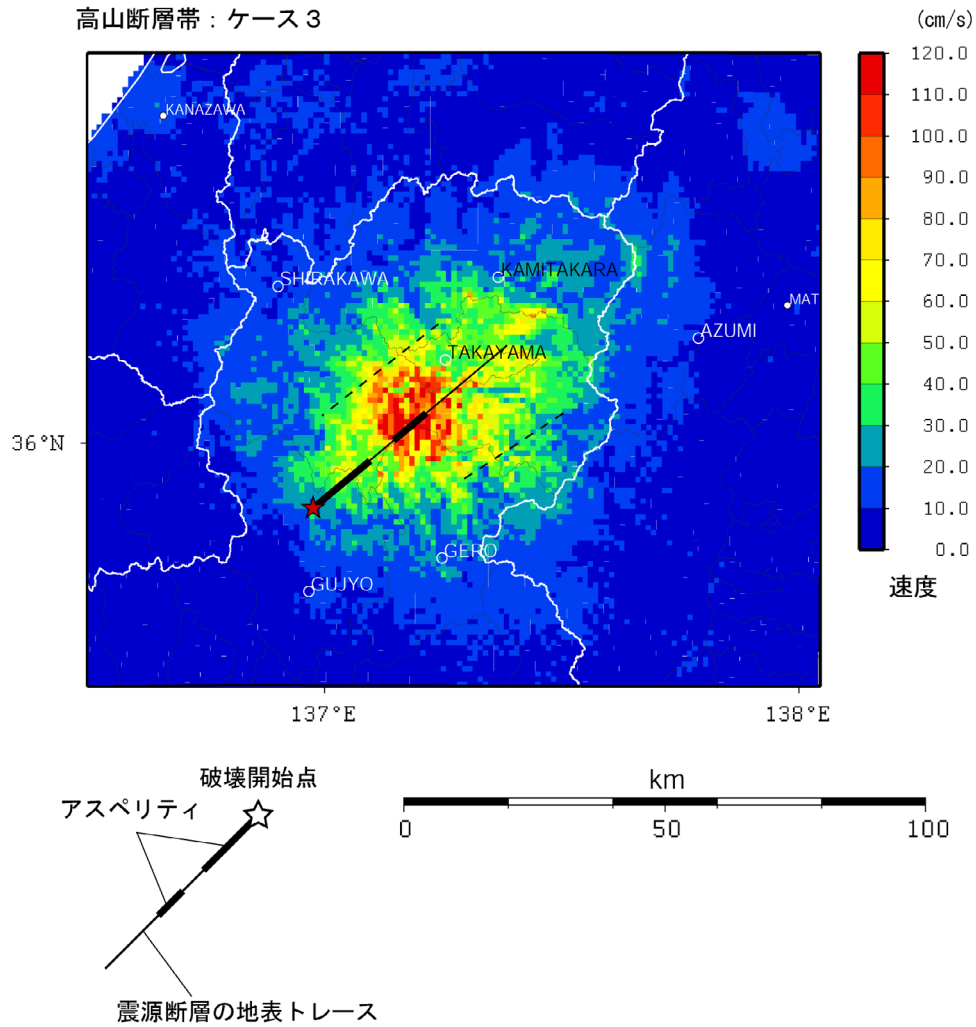 高山断層帯：ケース３
(cm/s)
120.0
110.0
100.0
90.0
80.0
70.0
60.0
50.0
40.0
30.0
20.0
10.0
0.0
速度
KANAZAWA
SHIRAKAWA
KAMITAKARA
MAT
AZUMI
TAKAYAMA
36°N
GERO
GUJYO
137°E
138°E
破壊開始点
アスペリティ
震源断層の地表トレース
km
0
50
100